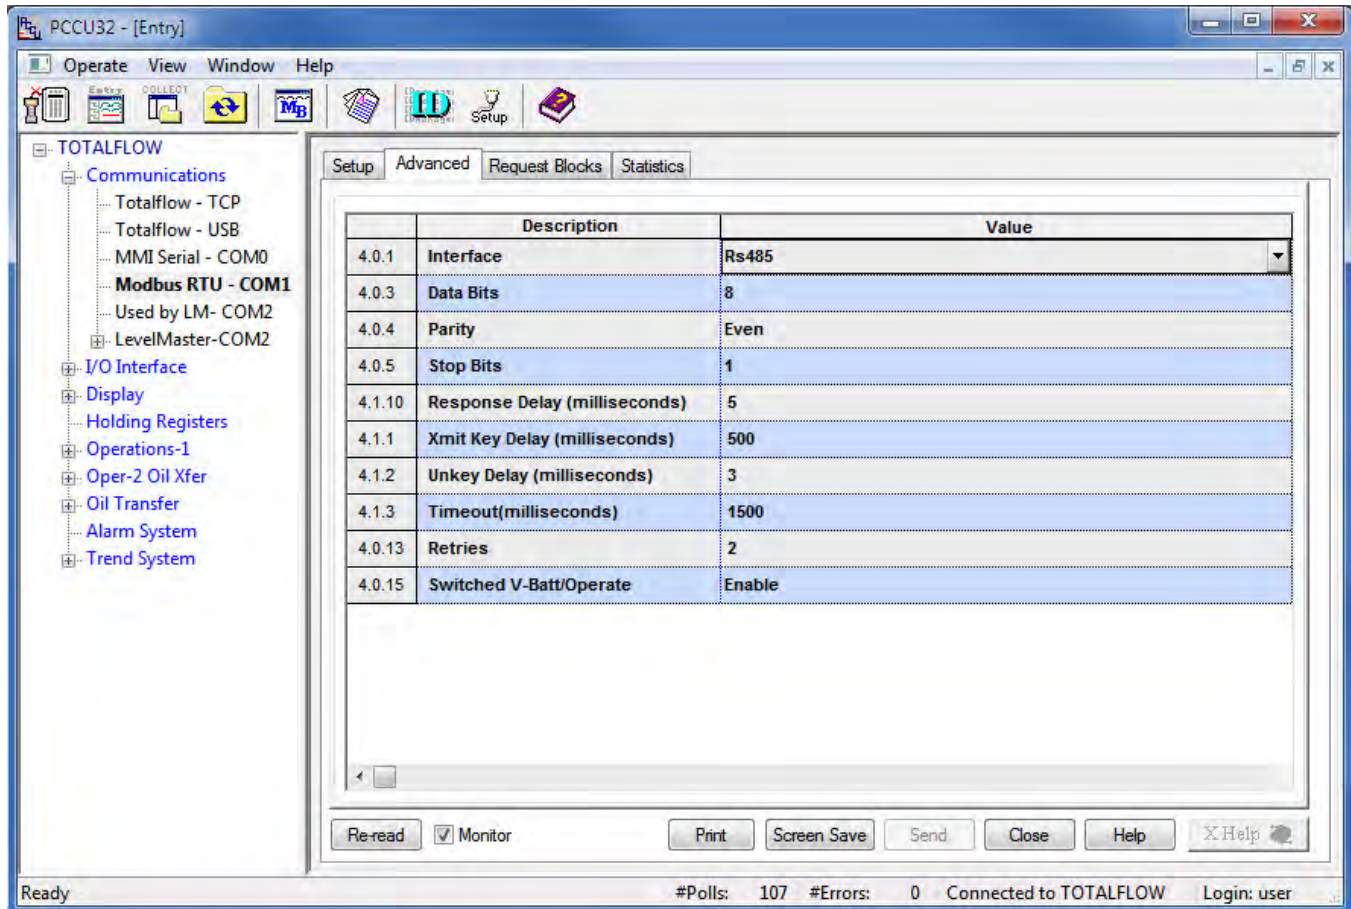 PCCU32 - [Entry]
Operate View Window Help
Entry COLLECT MB ID Setup
TOTALFLOW
Communications
Totalflow - TCP
Totalflow - USB
MMI Serial - COM0
Modbus RTU - COM1
Used by LM- COM2
LevelMaster-COM2
I/O Interface
Display
Holding Registers
Operations-1
Oper-2 Oil Xfer
Oil Transfer
Alarm System
Trend System
Setup Advanced Request Blocks Statistics
Description Value
4.0.1 Interface Rs485
4.0.3 Data Bits 8
4.0.4 Parity Even
4.0.5 Stop Bits 1
4.1.10 Response Delay (milliseconds) 5
4.1.1 Xmit Key Delay (milliseconds) 500
4.1.2 Unkey Delay (milliseconds) 3
4.1.3 Timeout(milliseconds) 1500
4.0.13 Retries 2
4.0.15 Switched V-Batt/Operate Enable
Re-read Monitor Print Screen Save Send Close Help X Help
Ready #Polls: 107 #Errors: 0 Connected to TOTALFLOW Login: user